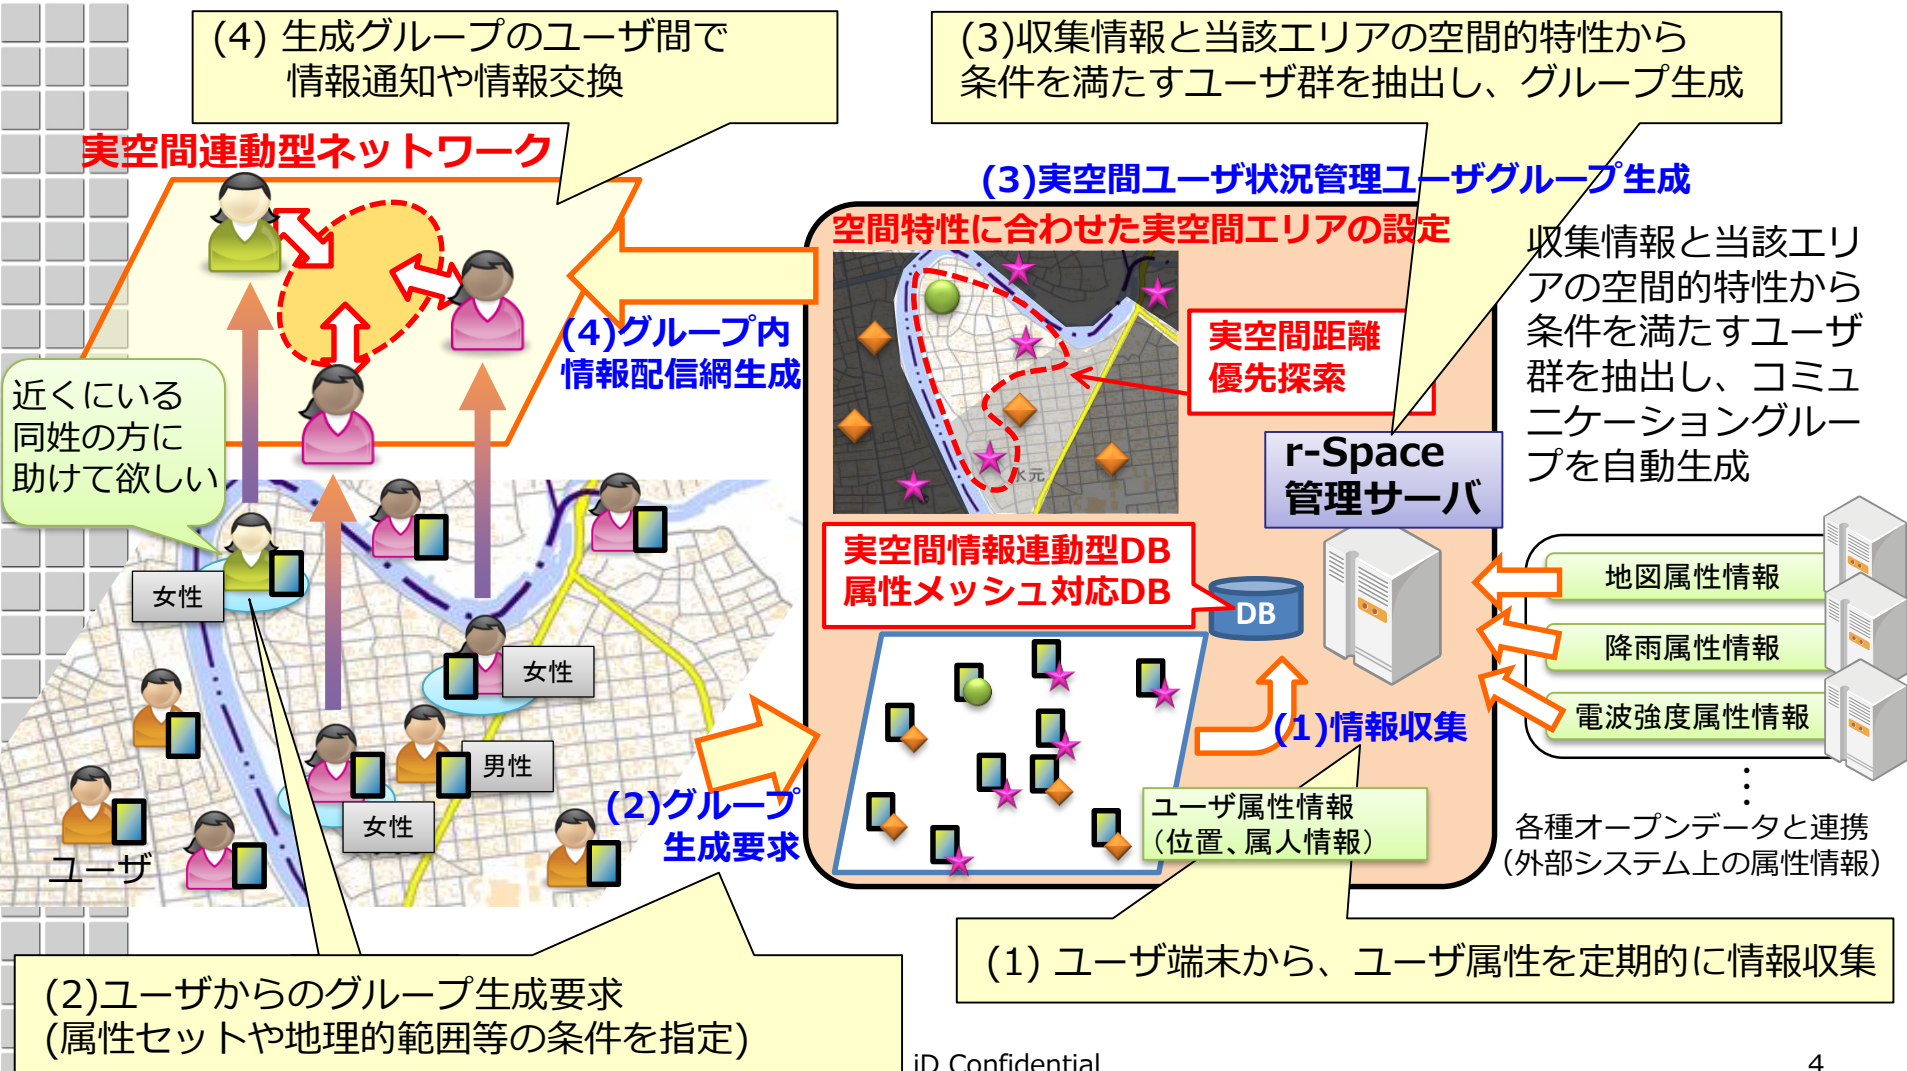 (4) 生成グループのユーザ間で
情報通知や情報交換
(3)収集情報と当該エリアの空間的特性から
条件を満たすユーザ群を抽出し、グループ生成
実空間連動型ネットワーク
(3)実空間ユーザ状況管理ユーザグループ生成
空間特性に合わせた実空間エリアの設定
収集情報と当該エリ
アの空間的特性から
条件を満たすユーザ
群を抽出し、コミュ
ニケーショングルー
プを自動生成
(4)グループ内
情報配信網生成
実空間距離
優先探索
近くにいる
同姓の方に
助けて欲しい
r-Space
管理サーバ
水元
実空間情報連動型DB
属性メッシュ対応DB
DB
地図属性情報
降雨属性情報
電波強度属性情報
女性
女性
男性
女性
ユーザ
(1)情報収集
(2)グループ
生成要求
ユーザ属性情報
（位置、属人情報）
：
各種オープンデータと連携
（外部システム上の属性情報）
(1) ユーザ端末から、ユーザ属性を定期的に情報収集
(2)ユーザからのグループ生成要求
(属性セットや地理的範囲等の条件を指定)
iD Confidential
4